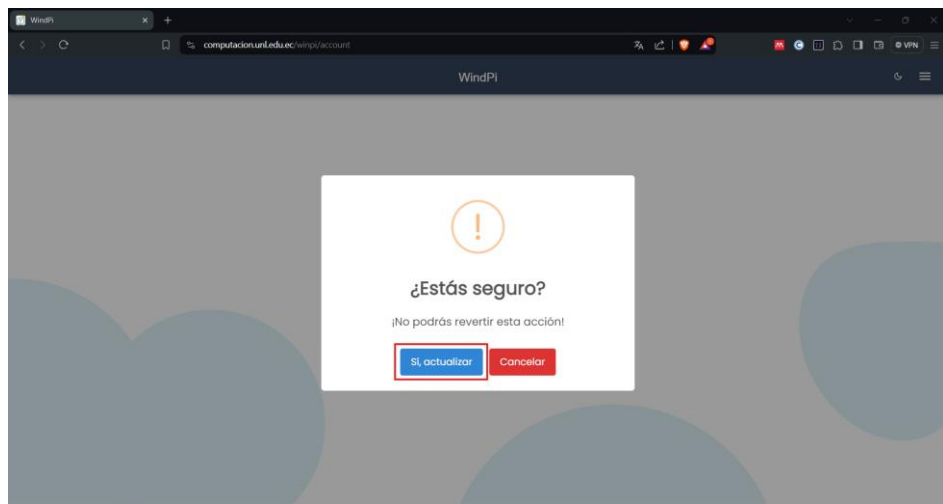 WindPi
computacion.unl.edu.ec/winpi/account
VPN
WindPi
¿Estás seguro?
¡No podrás revertir esta acción!
Sí, actualizar
Cancelar